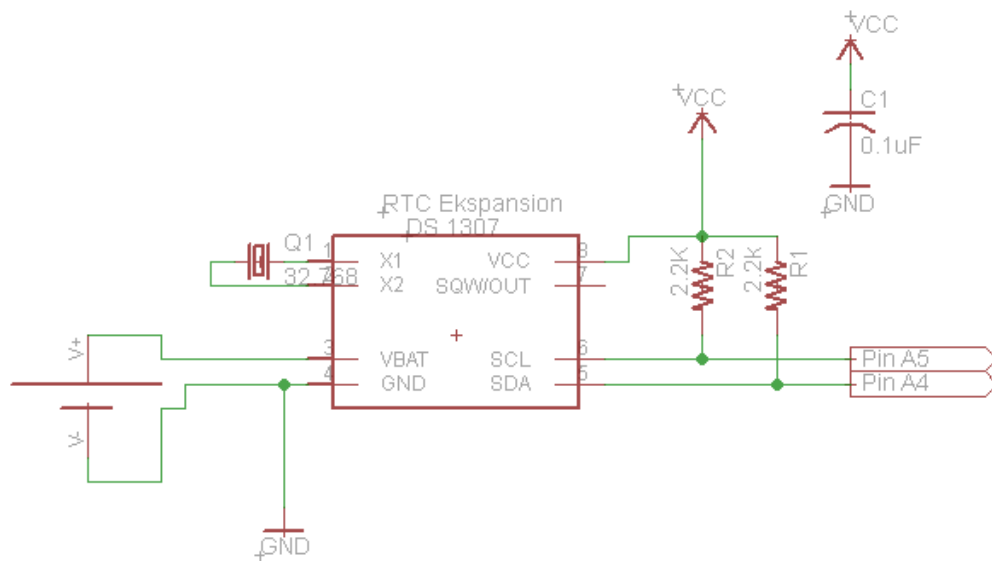 VCC
C1
0.1uF
GND
VCC
RTC Ekspansion
DS 1307
Q1
32.768
1
X1
VCC
8
2
X2
SQW/OUT
7
2.2K
R2
2.2K
R1
3
VBAT
SCL
6
Pin A5
4
GND
SDA
5
Pin A4
V+
V-
GND